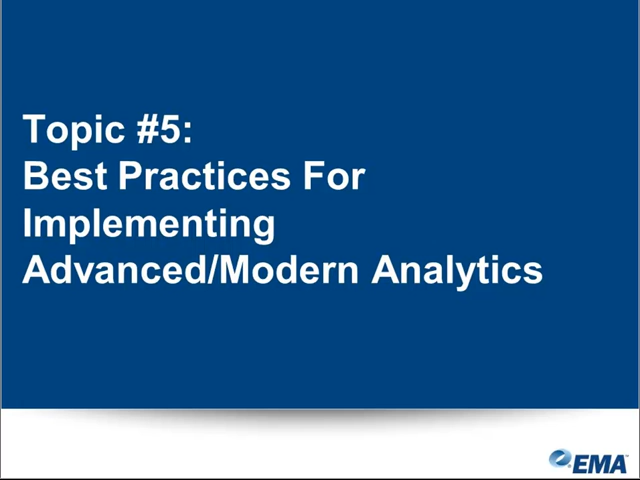 Topic #5:
Best Practices For
Implementing
Advanced/Modern Analytics
EMA